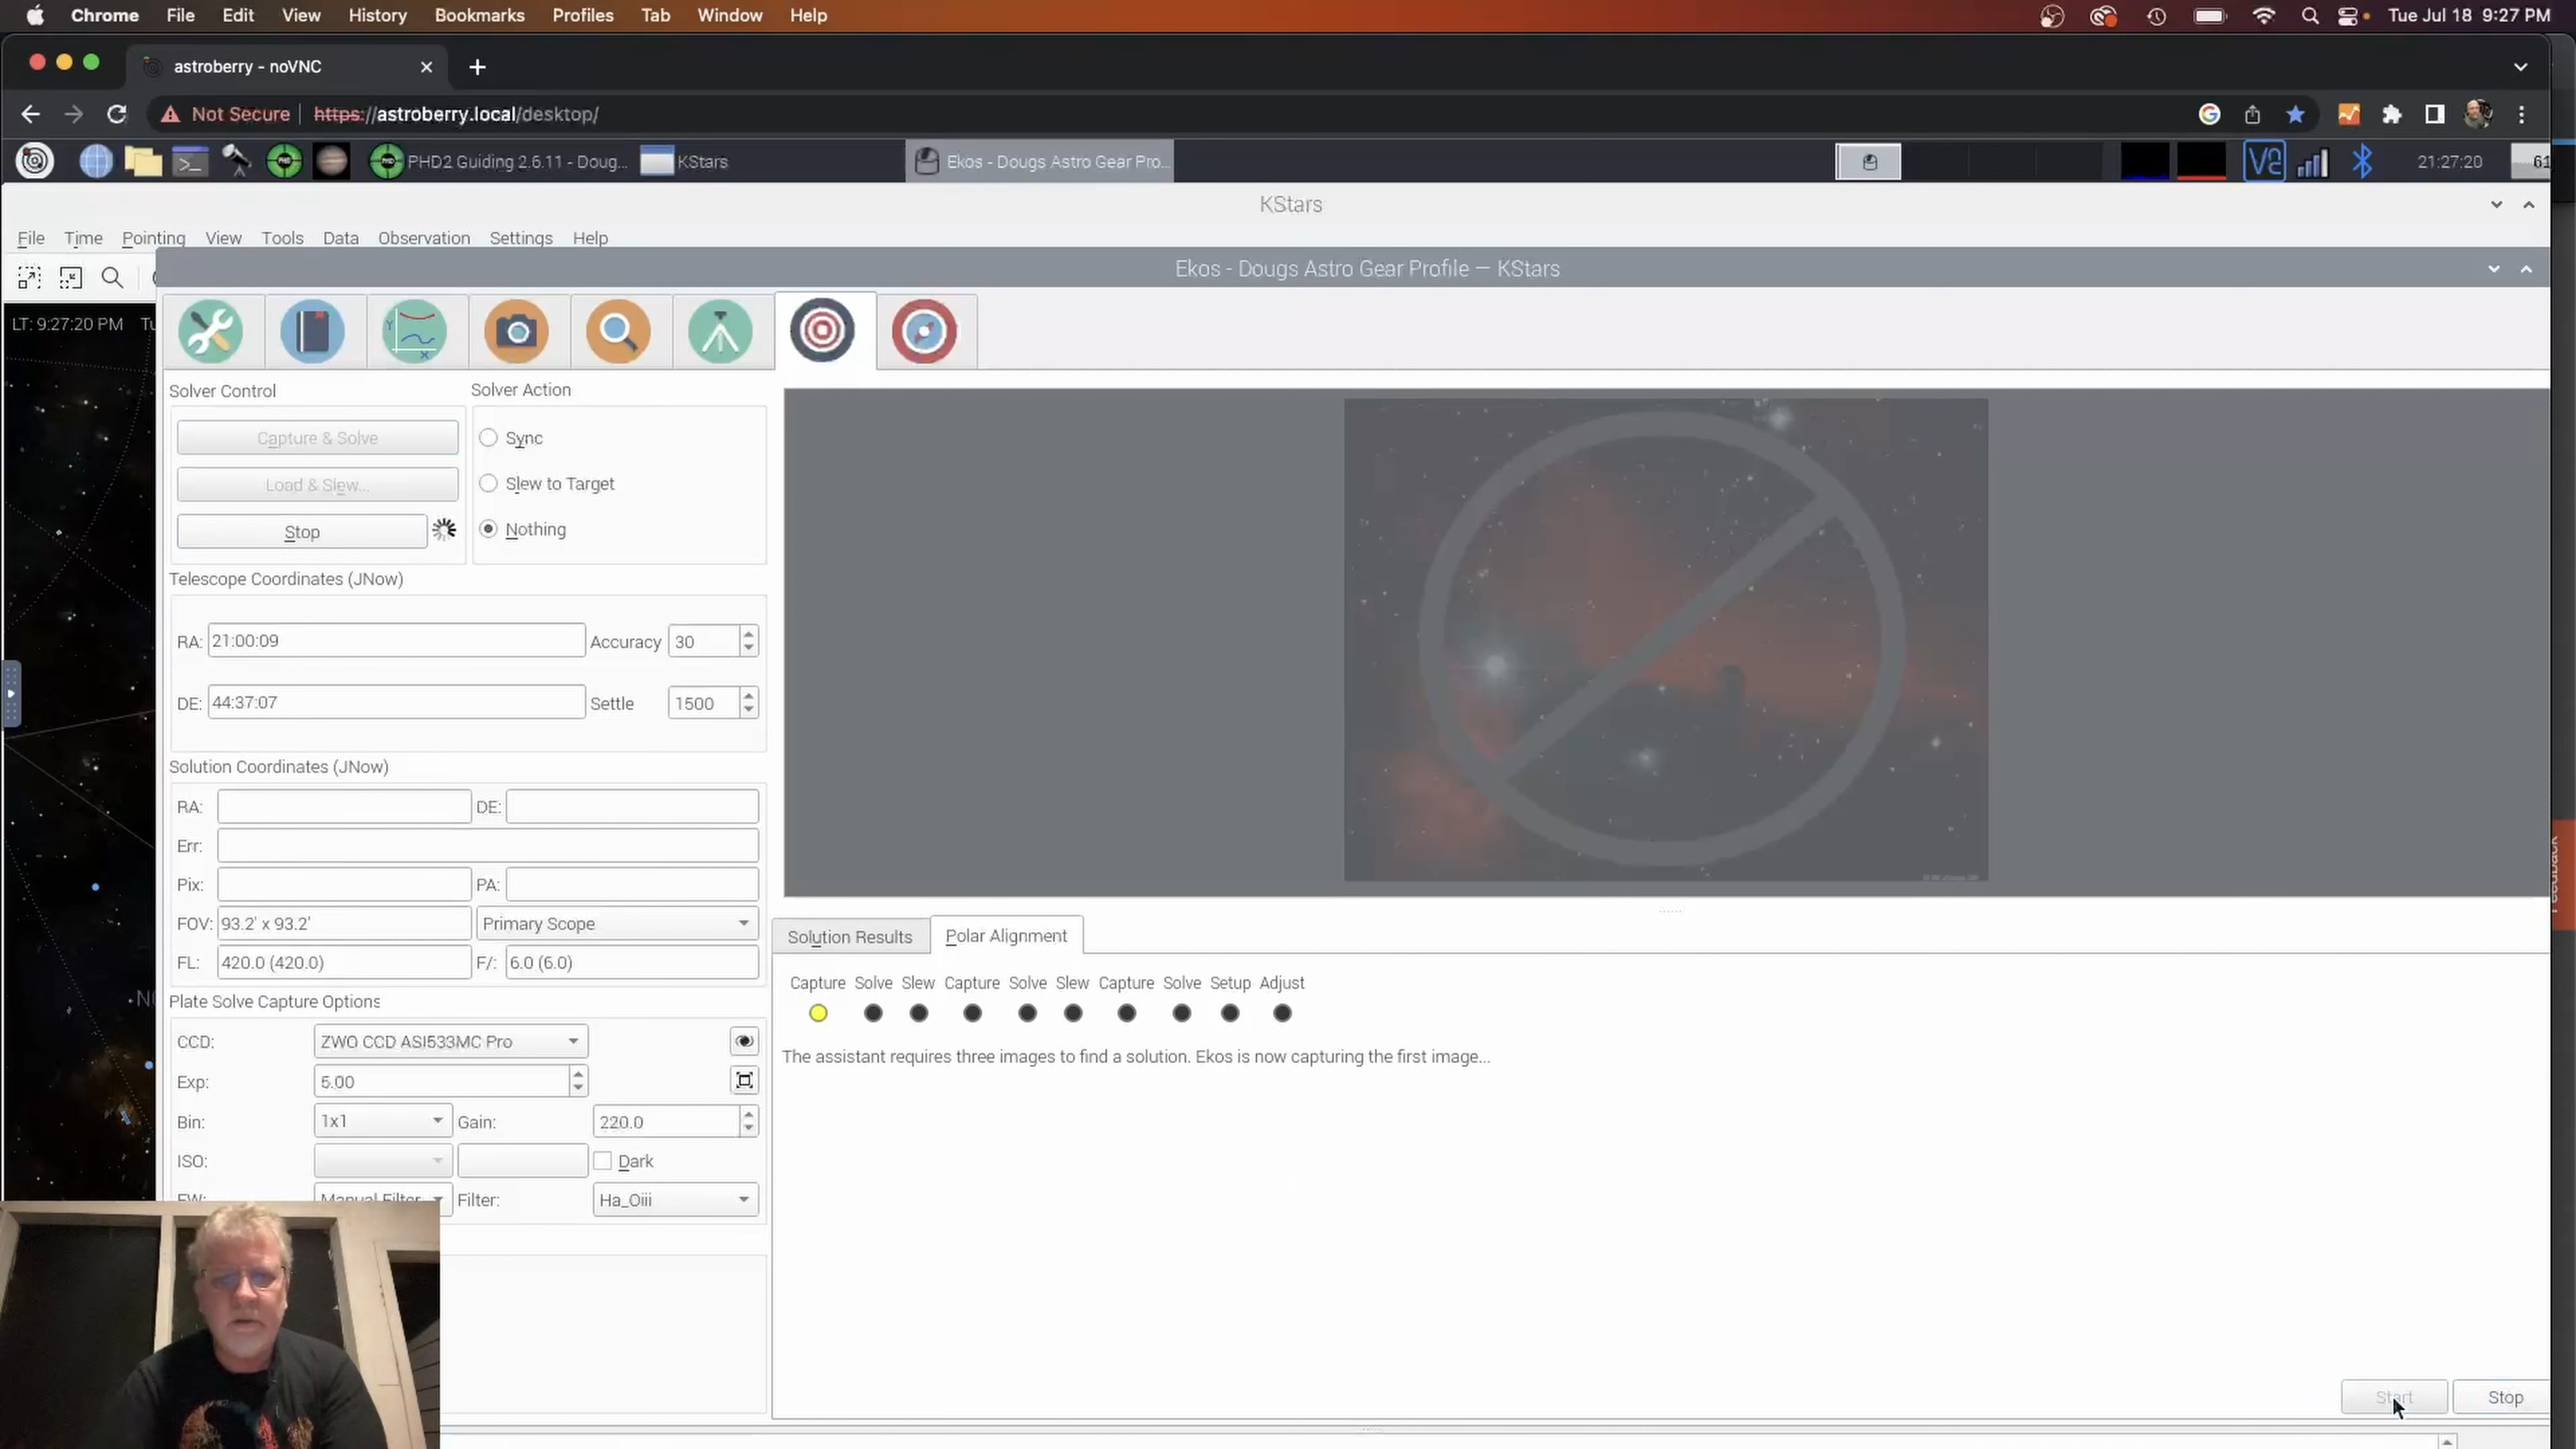 Chrome File Edit View History Bookmarks Profiles Tab Window Help Tue Jul 18 9:27 PM
astroberry - noVNC
Not Secure https://astroberry.local/desktop/
PHD2 Guiding 2.6.11 - Doug... KStars Ekos - Dougs Astro Gear Pro... 21:27:20 61
KStars
File Time Pointing View Tools Data Observation Settings Help
Ekos - Dougs Astro Gear Profile — KStars
LT: 9:27:20 PM Tu
Solver Control Solver Action
Capture & Solve Sync
Load & Slew... Slew to Target
Stop Nothing
Telescope Coordinates (JNow)
RA: 21:00:09 Accuracy 30
DE: 44:37:07 Settle 1500
Solution Coordinates (JNow)
RA: DE:
Err:
Pix: PA:
FOV: 93.2' x 93.2' Primary Scope
FL: 420.0 (420.0) F/: 6.0 (6.0)
Feedback
Solution Results Polar Alignment
Capture Solve Slew Capture Solve Slew Capture Solve Setup Adjust
The assistant requires three images to find a solution. Ekos is now capturing the first image...
Plate Solve Capture Options
CCD: ZWO CCD ASI533MC Pro
Exp: 5.00
Bin: 1x1 Gain: 220.0
ISO: Dark
FW: Manual Filter Filter: Ha_Oiii
Start Stop